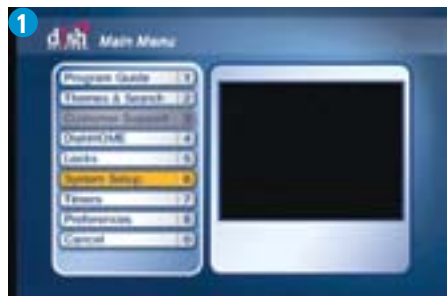 1
dish Main Menu
Program Guide 1
Themes & Search 2
Customer Support 3
DishHOME 4
Locks 5
System Setup 6
Timers 7
Preferences 8
Cancel 0